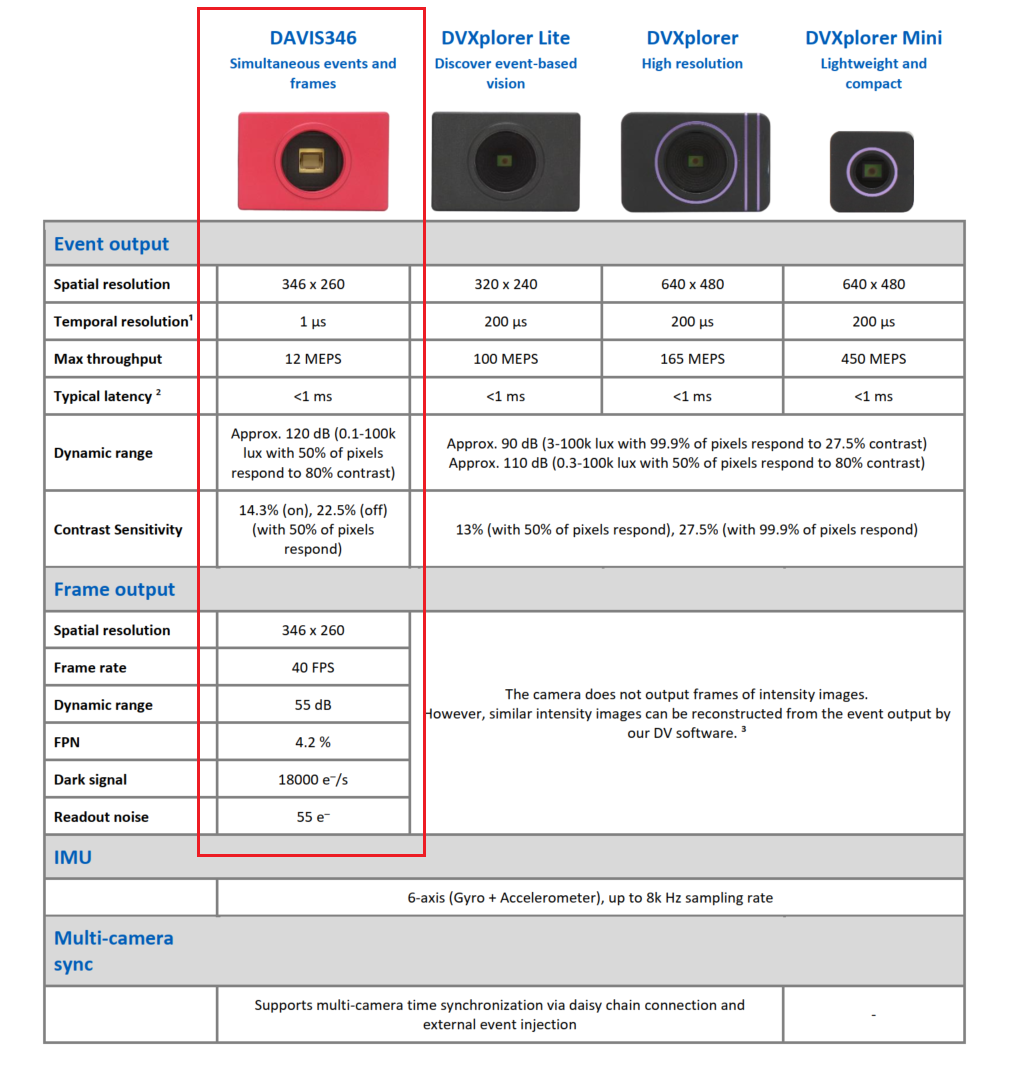 DAVIS346
Simultaneous events and
frames
DVXplorer Lite
Discover event-based
vision
DVXplorer
High resolution
DVXplorer Mini
Lightweight and
compact
Event output
Spatial resolution 346 x 260 320 x 240 640 x 480 640 x 480
Temporal resolution¹ 1 µs 200 µs 200 µs 200 µs
Max throughput 12 MEPS 100 MEPS 165 MEPS 450 MEPS
Typical latency ² <1 ms <1 ms <1 ms <1 ms
Dynamic range
Approx. 120 dB (0.1-100k
lux with 50% of pixels
respond to 80% contrast)
Approx. 90 dB (3-100k lux with 99.9% of pixels respond to 27.5% contrast)
Approx. 110 dB (0.3-100k lux with 50% of pixels respond to 80% contrast)
Contrast Sensitivity
14.3% (on), 22.5% (off)
(with 50% of pixels
respond)
13% (with 50% of pixels respond), 27.5% (with 99.9% of pixels respond)
Frame output
Spatial resolution 346 x 260
Frame rate 40 FPS
Dynamic range 55 dB
FPN 4.2 %
Dark signal 18000 e⁻/s
Readout noise 55 e⁻
The camera does not output frames of intensity images.
However, similar intensity images can be reconstructed from the event output by
our DV software. ³
IMU
6-axis (Gyro + Accelerometer), up to 8k Hz sampling rate
Multi-camera
sync
Supports multi-camera time synchronization via daisy chain connection and
external event injection
-